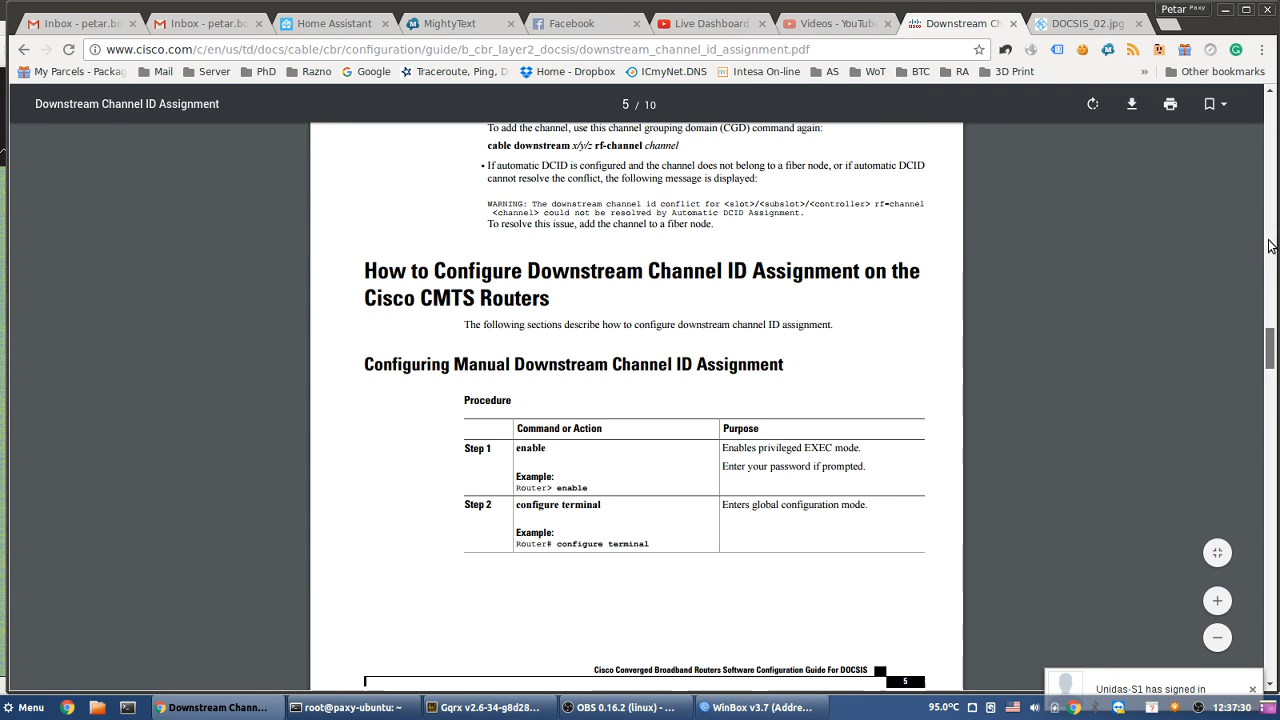 Petar Paxy
Inbox - petar.bo
Inbox - petar.bo
Home Assistant
MightyText
Facebook
Live Dashboard
Videos - YouTub
Downstream Ch
DOCSIS_02.jpg
www.cisco.com/c/en/us/td/docs/cable/cbr/configuration/guide/b_cbr_layer2_docsis/downstream_channel_id_assignment.pdf
My Parcels - Packag
Mail
Server
PhD
Razno
Google
Traceroute, Ping, D
Home - Dropbox
ICmyNet.DNS
Intesa On-line
AS
WoT
BTC
RA
3D Print
»
Other bookmarks
Downstream Channel ID Assignment
5 / 10
To add the channel, use this channel grouping domain (CGD) command again:
cable downstream x/y/z rf-channel channel
• If automatic DCID is configured and the channel does not belong to a fiber node, or if automatic DCID
cannot resolve the conflict, the following message is displayed:
WARNING: The downstream channel id conflict for <slot>/<subslot>/<controller> rf-channel
<channel> could not be resolved by Automatic DCID Assignment.
To resolve this issue, add the channel to a fiber node.
How to Configure Downstream Channel ID Assignment on the
Cisco CMTS Routers
The following sections describe how to configure downstream channel ID assignment.
Configuring Manual Downstream Channel ID Assignment
Procedure
Command or Action
Purpose
Step 1
enable
Enables privileged EXEC mode.
Enter your password if prompted.
Example:
Router> enable
Step 2
configure terminal
Enters global configuration mode.
Example:
Router# configure terminal
Cisco Converged Broadband Routers Software Configuration Guide For DOCSIS
5
Unidas-S1 has signed in
Menu
Downstream Chann...
root@paxy-ubuntu: ~
Gqrx v2.6-34-g8d28...
OBS 0.16.2 (linux) - ...
WinBox v3.7 (Addre...
95.0°C
12:37:30